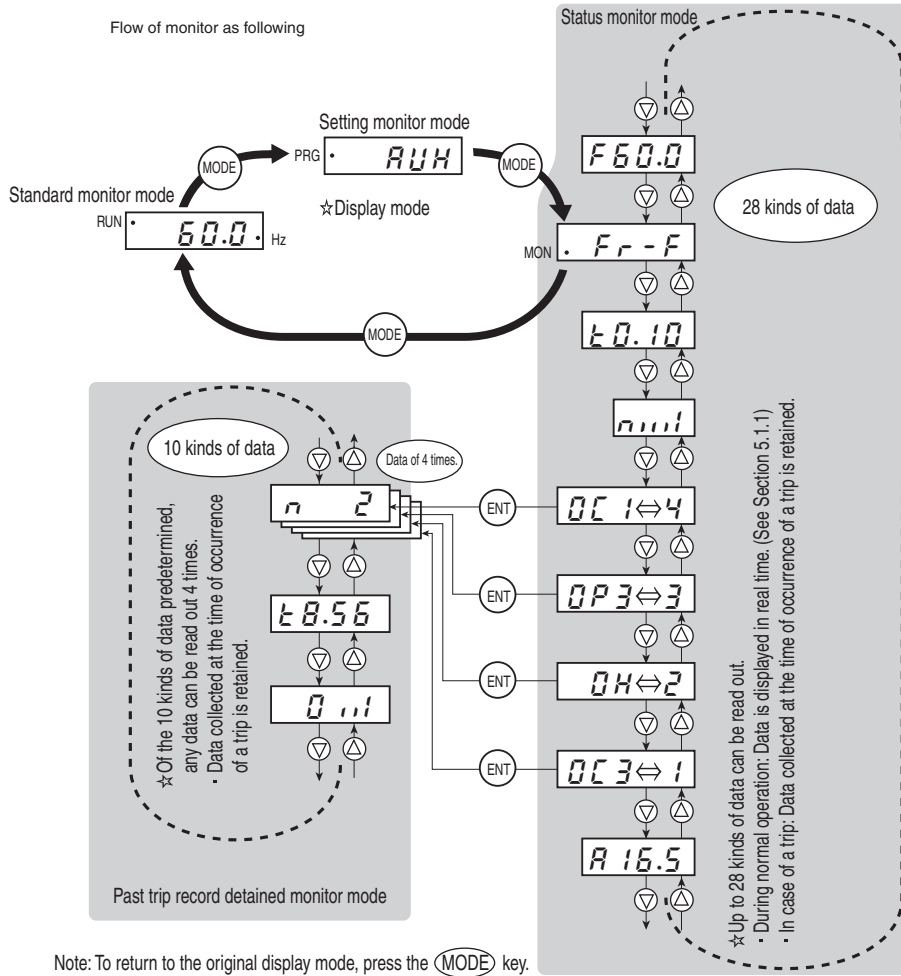 Flow of monitor as following
Status monitor mode
Setting monitor mode
PRG
AUH
MODE
MODE
☆Display mode
Standard monitor mode
RUN
60.0
Hz
MODE
F60.0
28 kinds of data
MON
Fr-F
t0.10
10 kinds of data
Data of 4 times.
n 2
ENT
OC1⇔4
t8.56
ENT
OP3⇔3
ENT
OH⇔2
ENT
OC3⇔1
A16.5
☆Of the 10 kinds of data predetermined,
any data can be read out 4 times.
· Data collected at the time of occurrence
of a trip is retained.
☆Up to 28 kinds of data can be read out.
· During normal operation: Data is displayed in real time. (See Section 5.1.1)
· In case of a trip: Data collected at the time of occurrence of a trip is retained.
Past trip record detained monitor mode
Note: To return to the original display mode, press the MODE key.